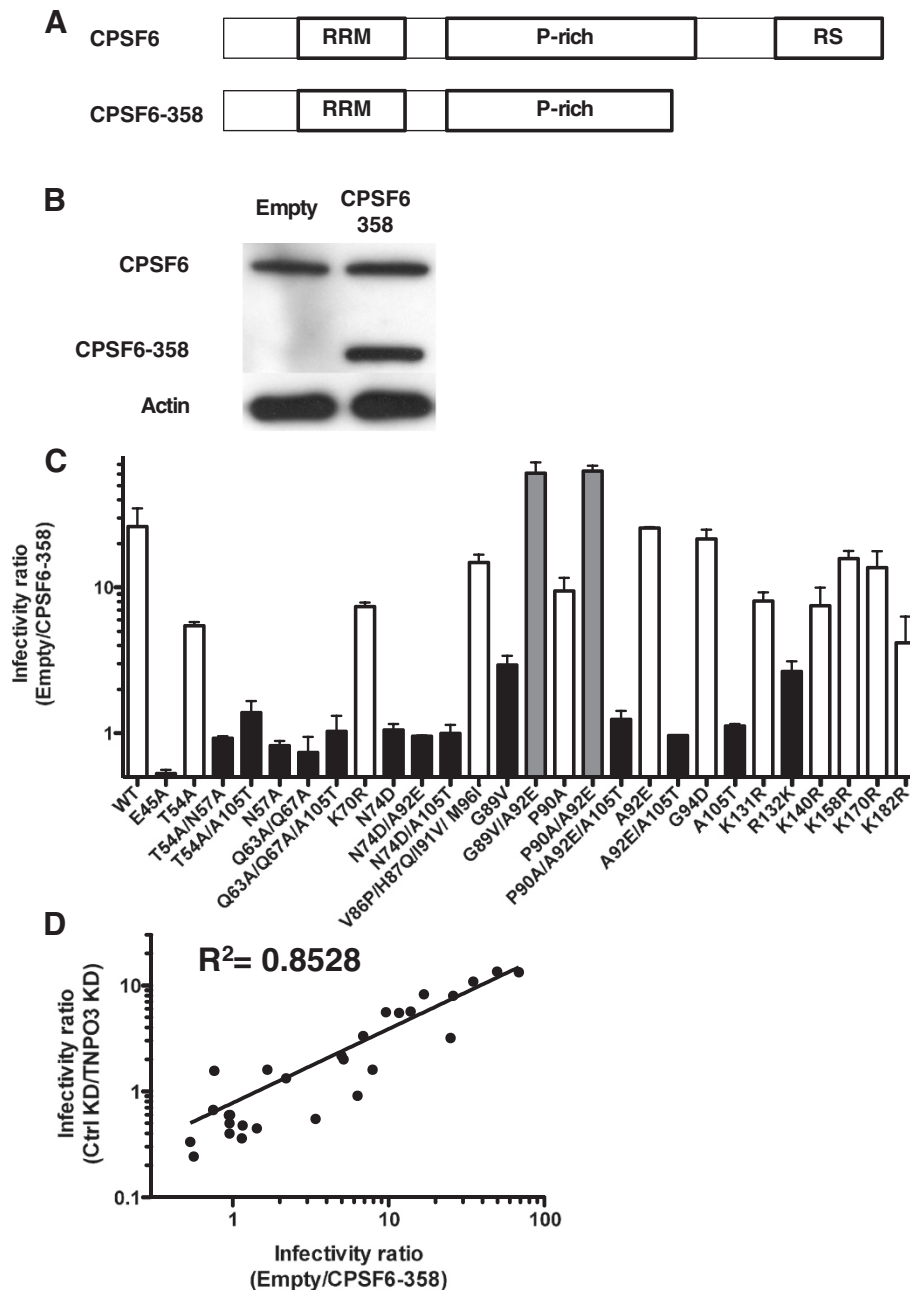 A
CPSF6
RRM
P-rich
RS
CPSF6-358
RRM
P-rich
B
Empty
CPSF6
358
CPSF6
CPSF6-358
Actin
C
Infectivity ratio
(Empty/CPSF6-358)
10
1
WT
E45A
T54A
T54A/N57A
T54A/A105T
N57A
Q63A/Q67A
Q63A/Q67A/A105T
K70R
N74D
N74D/A92E
N74D/A105T
V86P/H87Q/I91V/ M96I
G89V
G89V/A92E
P90A
P90A/A92E
P90A/A92E/A105T
A92E
A92E/A105T
G94D
A105T
K131R
R132K
K140R
K158R
K170R
K182R
D
R²= 0.8528
Infectivity ratio
(Ctrl KD/TNPO3 KD)
10
1
0.1
1
10
100
Infectivity ratio
(Empty/CPSF6-358)